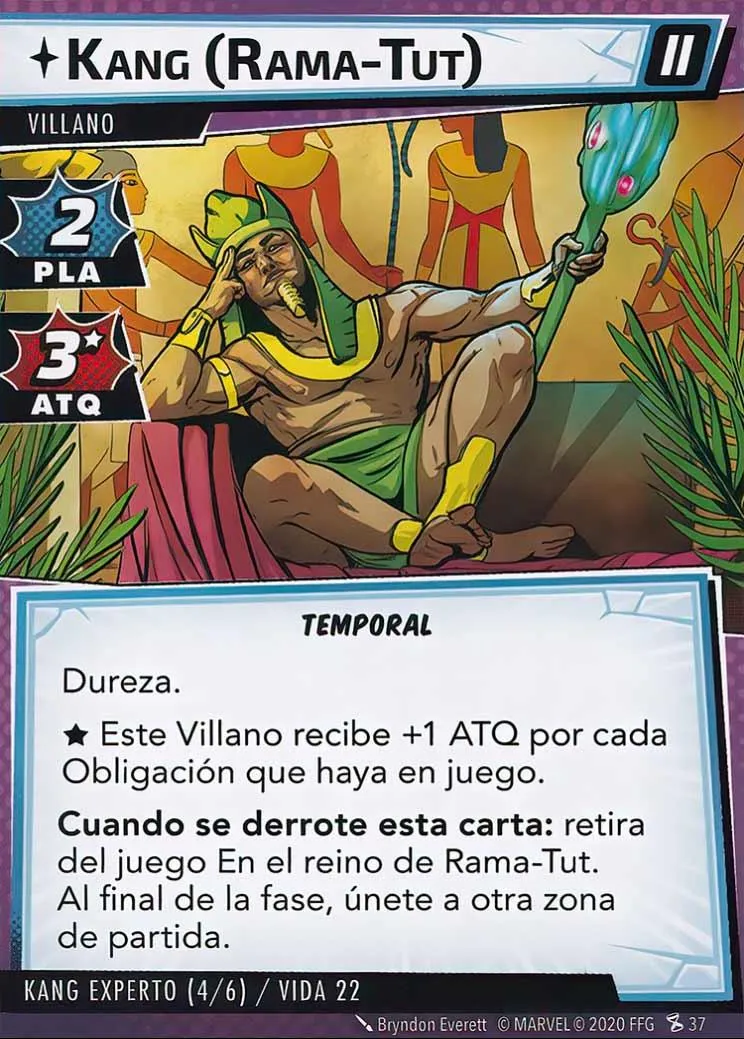 KANG (RAMA-TUT)
II
VILLANO
2
PLA
3
ATQ
TEMPORAL
Dureza.
★ Este Villano recibe +1 ATQ por cada
Obligación que haya en juego.
Cuando se derrote esta carta: retira
del juego En el reino de Rama-Tut.
Al final de la fase, únete a otra zona
de partida.
KANG EXPERTO (4/6) / VIDA 22
Bryndon Everett © MARVEL © 2020 FFG 37